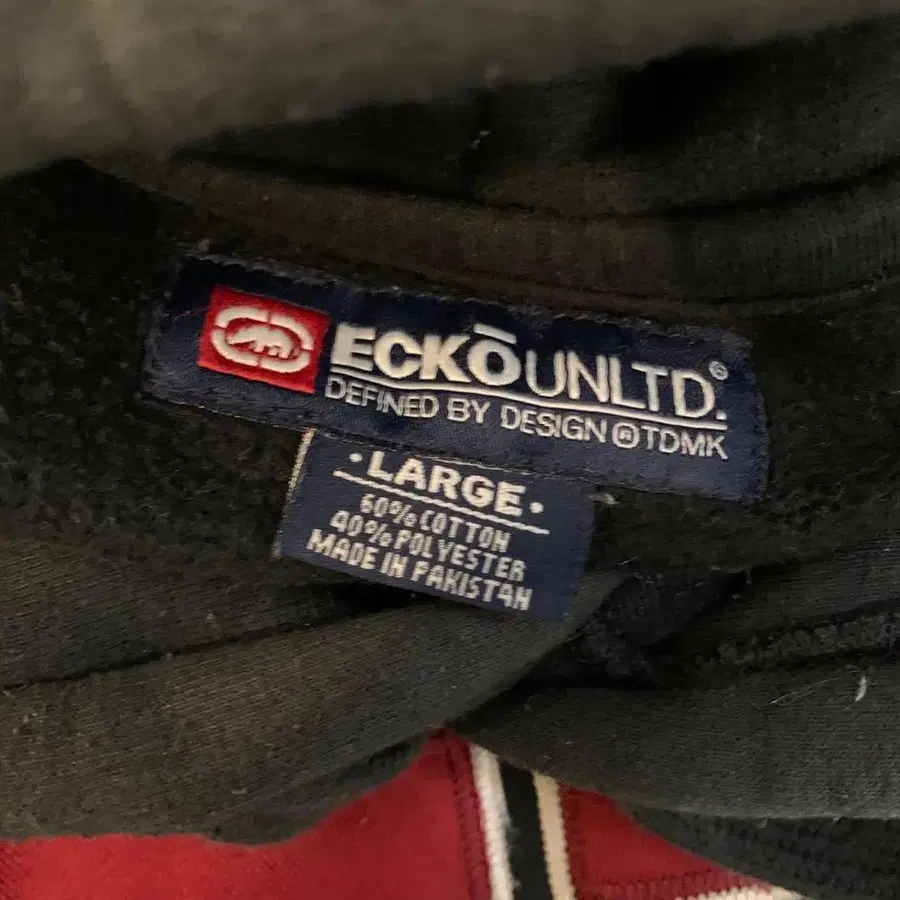 ECKŌUNLTD.®
DEFINED BY DESIGN ® TDMK
·LARGE·
60% COTTON
40% POLYESTER
MADE IN PAKISTAN